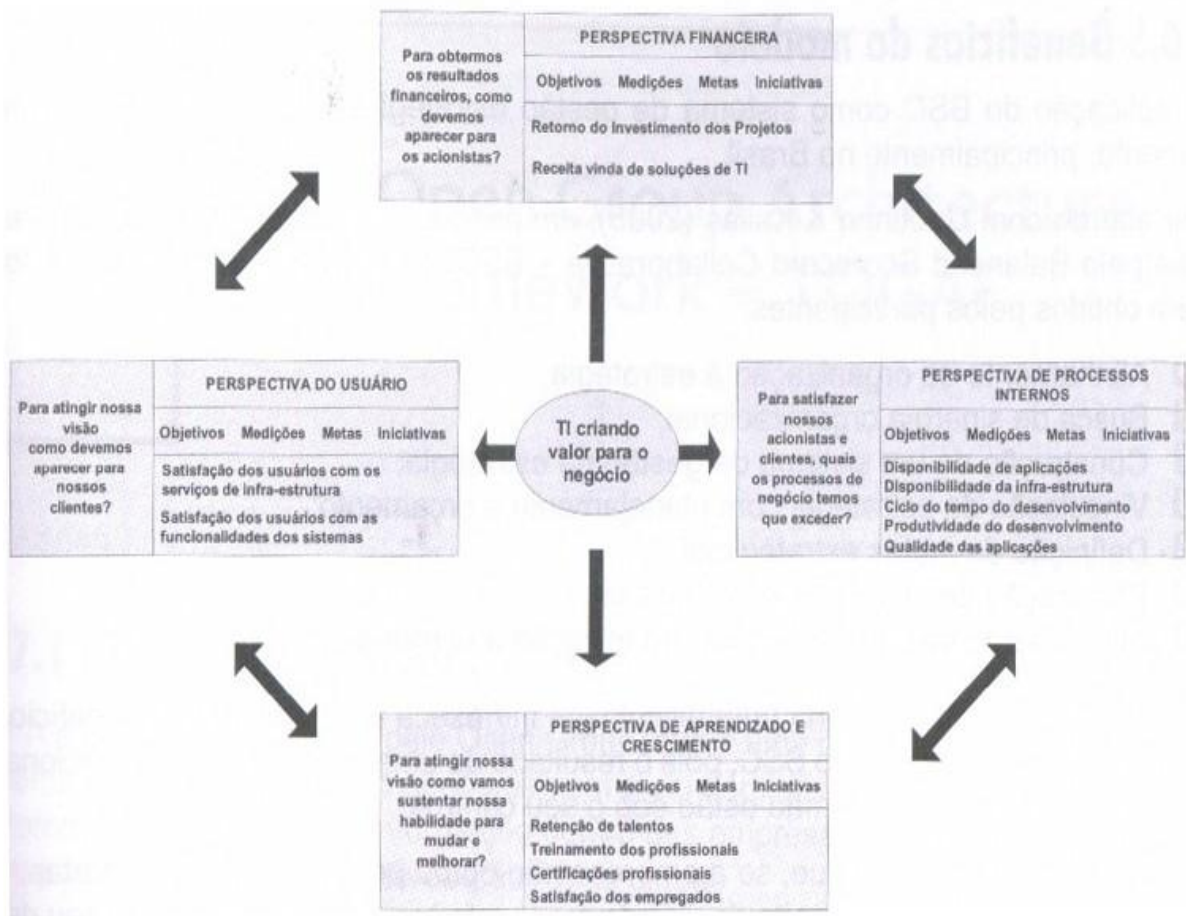 PERSPECTIVA FINANCEIRA
Para obtermos
os resultados
financeiros, como
devemos
aparecer para
os acionistas?
Objetivos Medições Metas Iniciativas
Retorno do Investimento dos Projetos
Receita vinda de soluções de TI
PERSPECTIVA DO USUÁRIO
Para atingir nossa
visão
como devemos
aparecer para
nossos
clientes?
Objetivos Medições Metas Iniciativas
Satisfação dos usuários com os
serviços de infra-estrutura
Satisfação dos usuários com as
funcionalidades dos sistemas
TI criando
valor para o
negócio
PERSPECTIVA DE PROCESSOS
INTERNOS
Para satisfazer
nossos
acionistas e
clientes, quais
os processos de
negócio temos
que exceder?
Objetivos Medições Metas Iniciativas
Disponibilidade de aplicações
Disponibilidade da infra-estrutura
Ciclo do tempo do desenvolvimento
Produtividade do desenvolvimento
Qualidade das aplicações
PERSPECTIVA DE APRENDIZADO E
CRESCIMENTO
Para atingir nossa
visão como vamos
sustentar nossa
habilidade para
mudar e
melhorar?
Objetivos Medições Metas Iniciativas
Retenção de talentos
Treinamento dos profissionais
Certificações profissionais
Satisfação dos empregados